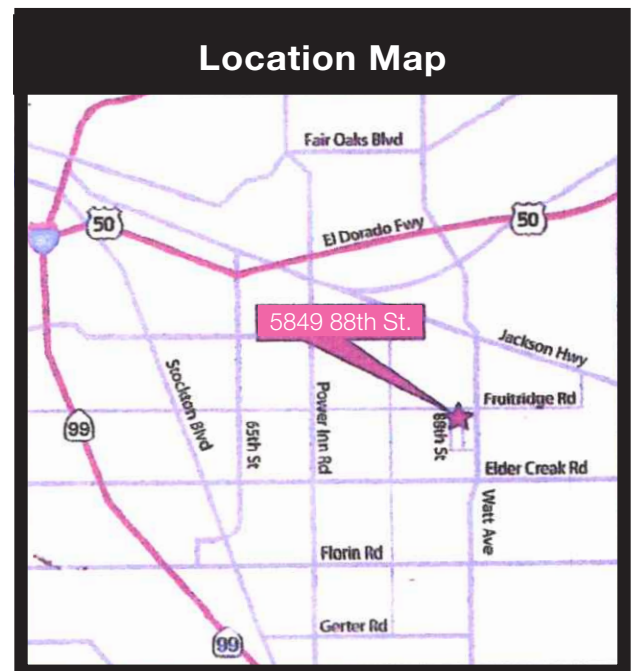 Location Map
Fair Oaks Blvd
50
El Dorado Fwy
50
5849 88th St.
Jackson Hwy
Stockton Blvd
65th St
Power Inn Rd
88th St
Fruitridge Rd
99
Elder Creak Rd
Watt Ave
Florin Rd
Gerter Rd
99